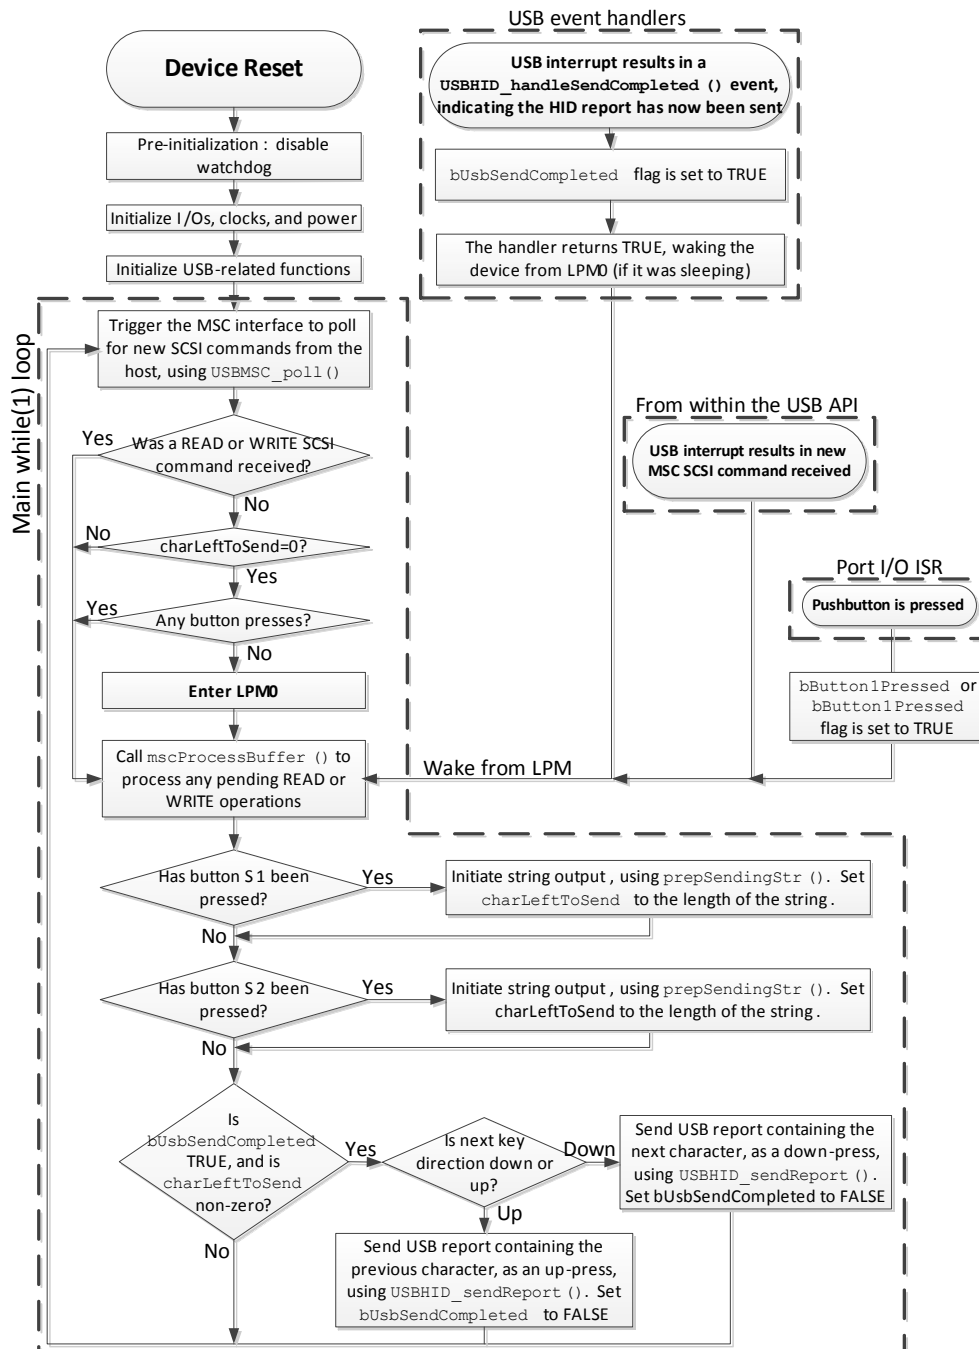 USB event handlers
Device Reset
USB interrupt results in a
USBHID_handleSendCompleted () event,
indicating the HID report has now been sent
Pre-initialization : disable
watchdog
bUsbSendCompleted flag is set to TRUE
Initialize I/Os, clocks, and power
The handler returns TRUE, waking the
device from LPM0 (if it was sleeping)
Initialize USB-related functions
Main while(1) loop
Trigger the MSC interface to poll
for new SCSI commands from the
host, using USBMSC_poll()
From within the USB API
USB interrupt results in new
MSC SCSI command received
Yes
Was a READ or WRITE SCSI
command received?
No
No
charLeftToSend=0?
Yes
Port I/O ISR
Pushbutton is pressed
Yes
Any button presses?
No
Enter LPM0
bButton1Pressed or
bButton1Pressed
flag is set to TRUE
Call mscProcessBuffer () to
process any pending READ or
WRITE operations
Wake from LPM
Has button S 1 been
pressed?
Yes
Initiate string output , using prepSendingStr (). Set
charLeftToSend to the length of the string .
No
Has button S 2 been
pressed?
Yes
Initiate string output , using prepSendingStr (). Set
charLeftToSend to the length of the string .
No
Is
bUsbSendCompleted
TRUE, and is
charLeftToSend
non-zero?
Yes
Is next key
direction down or
up?
Down
Send USB report containing the
next character, as a down-press,
using USBHID_sendReport ().
Set bUsbSendCompleted to FALSE
Up
No
Send USB report containing the
previous character, as an up-press,
using USBHID_sendReport (). Set
bUsbSendCompleted to FALSE